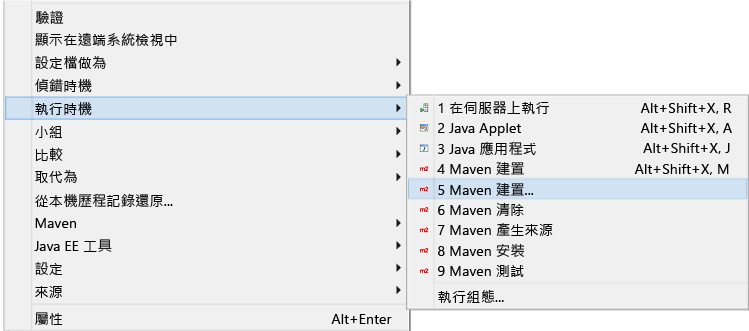 驗證
顯示在遠端系統檢視中
設定檔做為
偵錯時機
執行時機
小組
比較
取代為
從本機歷程記錄還原...
Maven
Java EE 工具
設定
來源
屬性 Alt+Enter
1 在伺服器上執行 Alt+Shift+X, R
2 Java Applet Alt+Shift+X, A
3 Java 應用程式 Alt+Shift+X, J
m2 4 Maven 建置 Alt+Shift+X, M
m2 5 Maven 建置...
m2 6 Maven 清除
m2 7 Maven 產生來源
m2 8 Maven 安裝
m2 9 Maven 測試
執行組態...